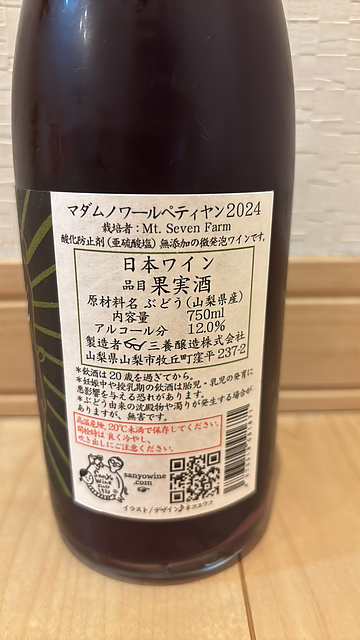 マダムノワールペティヤン2024
栽培者：Mt. Seven Farm
酸化防止剤（亜硫酸塩）無添加の微発泡ワインです。
日本ワイン
品目 果実酒
原材料名 ぶどう（山梨県産）
内容量 750ml
アルコール分 12.0%
製造者 三養醸造株式会社
山梨県山梨市牧丘町窪平 237-2
＊飲酒は20歳を過ぎてから。
＊妊娠中や授乳期の飲酒は胎児・乳児の発育に
悪影響を与える恐れがあります。
＊ぶどう由来の沈殿物や濁りが発生する場合が
ありますが、無害です。
高温危険。20℃未満で保存してください。
開栓時は良く冷やし、
吹き出しにご注意ください。
sanyowine
.com
イラスト/デザイン♪ネコユウコ